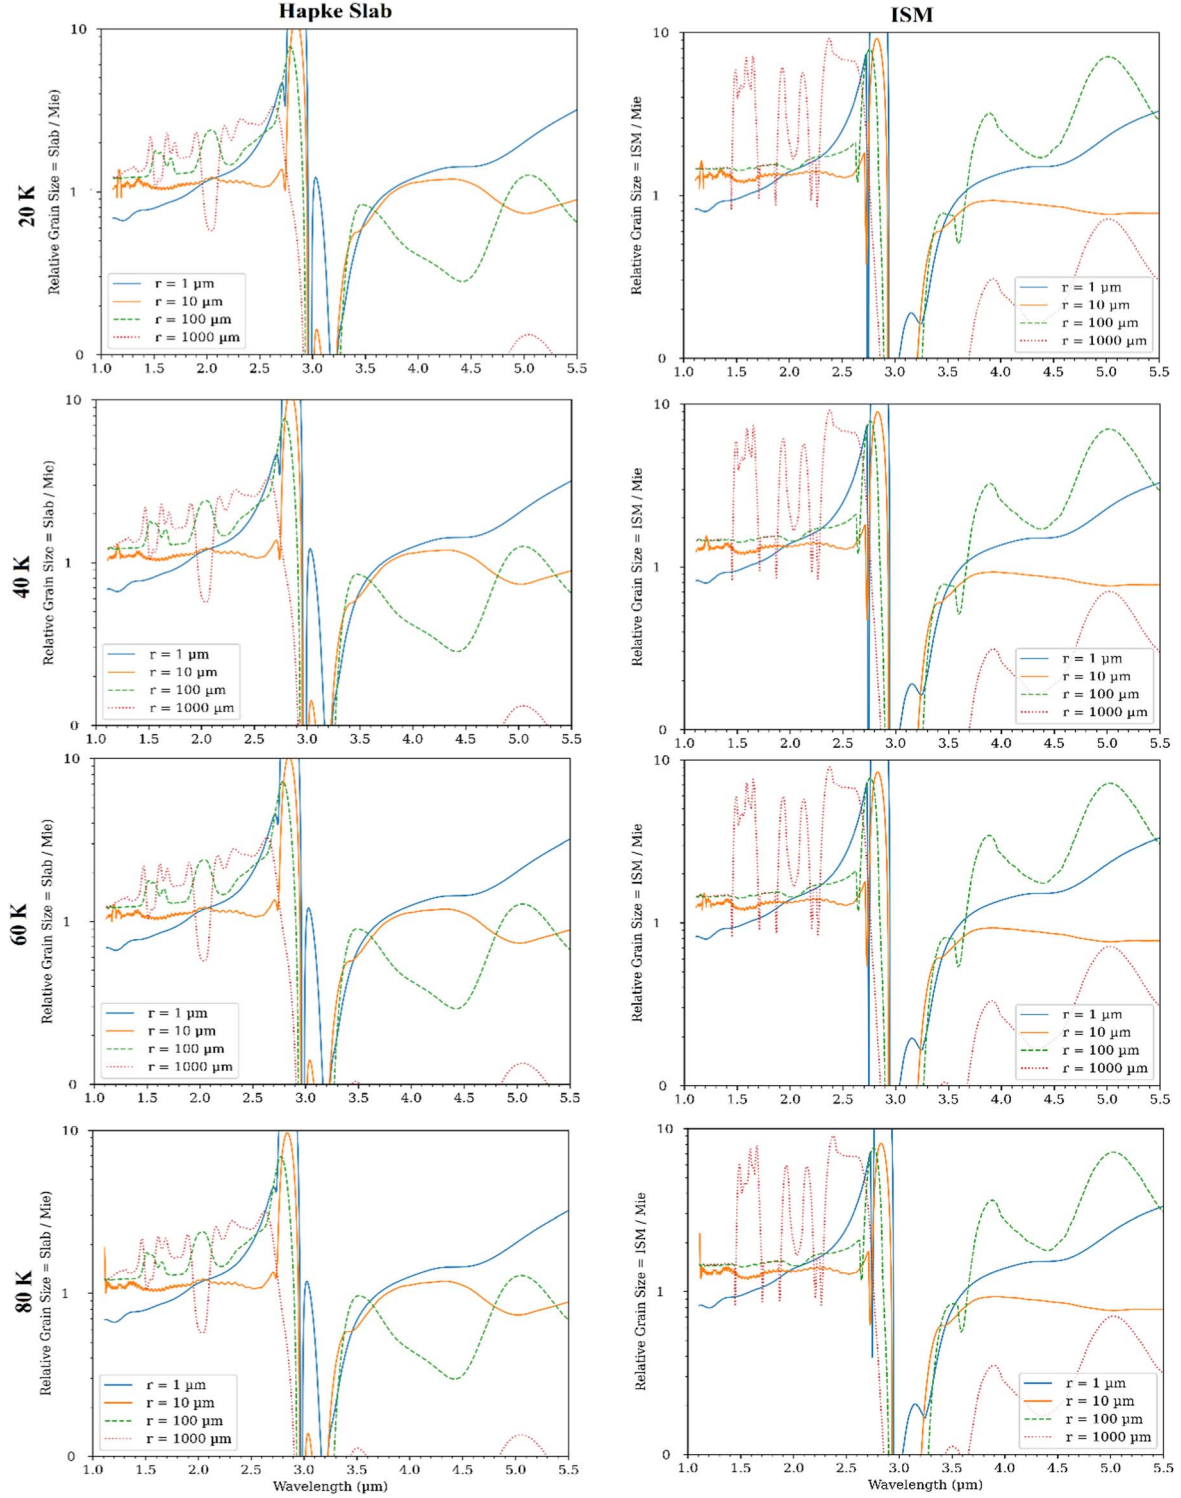 Hapke Slab
ISM
20 K
Relative Grain Size = Slab / Mie)
10
1
0
r = 1 µm
r = 10 µm
r = 100 µm
r = 1000 µm
1.0 1.5 2.0 2.5 3.0 3.5 4.0 4.5 5.0 5.5
Relative Grain Size = ISM / Mie
10
1
0
r = 1 µm
r = 10 µm
r = 100 µm
r = 1000 µm
1.0 1.5 2.0 2.5 3.0 3.5 4.0 4.5 5.0 5.5
40 K
Relative Grain Size = Slab / Mie)
10
1
0
r = 1 µm
r = 10 µm
r = 100 µm
r = 1000 µm
1.0 1.5 2.0 2.5 3.0 3.5 4.0 4.5 5.0 5.5
Relative Grain Size = ISM / Mie
10
1
0
r = 1 µm
r = 10 µm
r = 100 µm
r = 1000 µm
1.0 1.5 2.0 2.5 3.0 3.5 4.0 4.5 5.0 5.5
60 K
Relative Grain Size = Slab / Mie)
10
1
0
r = 1 µm
r = 10 µm
r = 100 µm
r = 1000 µm
1.0 1.5 2.0 2.5 3.0 3.5 4.0 4.5 5.0 5.5
Relative Grain Size = ISM / Mie
10
1
0
r = 1 µm
r = 10 µm
r = 100 µm
r = 1000 µm
1.0 1.5 2.0 2.5 3.0 3.5 4.0 4.5 5.0 5.5
80 K
Relative Grain Size = Slab / Mie)
10
1
0
r = 1 µm
r = 10 µm
r = 100 µm
r = 1000 µm
1.0 1.5 2.0 2.5 3.0 3.5 4.0 4.5 5.0 5.5
Wavelength (µm)
Relative Grain Size = ISM / Mie
10
1
0
r = 1 µm
r = 10 µm
r = 100 µm
r = 1000 µm
1.0 1.5 2.0 2.5 3.0 3.5 4.0 4.5 5.0 5.5
Wavelength (µm)